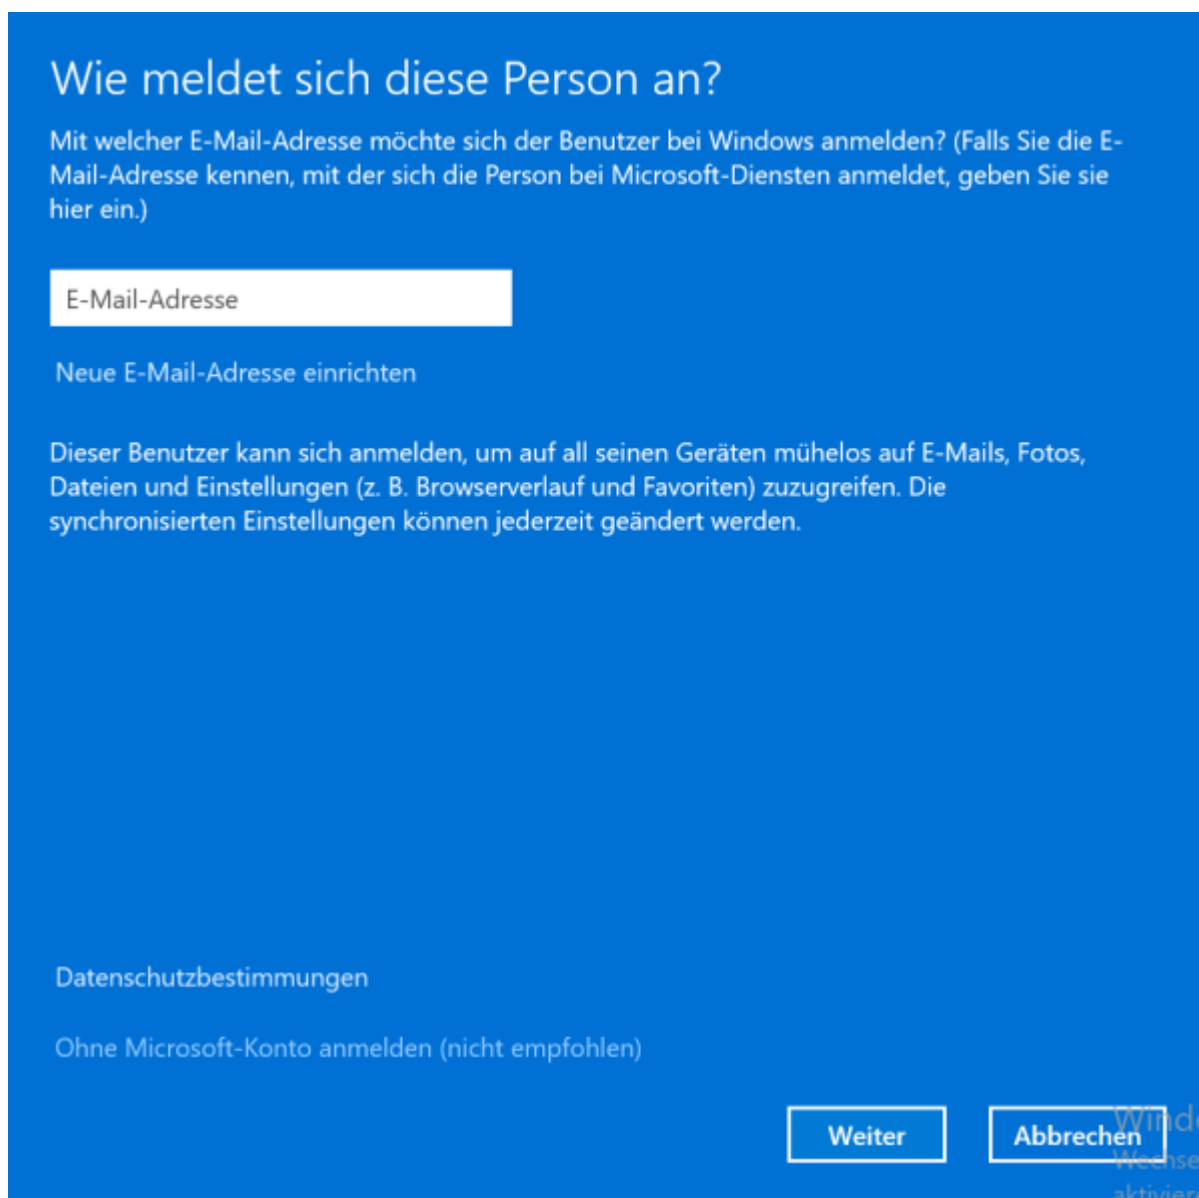 Wie meldet sich diese Person an?
Mit welcher E-Mail-Adresse möchte sich der Benutzer bei Windows anmelden? (Falls Sie die E-
Mail-Adresse kennen, mit der sich die Person bei Microsoft-Diensten anmeldet, geben Sie sie
hier ein.)
E-Mail-Adresse
Neue E-Mail-Adresse einrichten
Dieser Benutzer kann sich anmelden, um auf all seinen Geräten mühelos auf E-Mails, Fotos,
Dateien und Einstellungen (z. B. Browserverlauf und Favoriten) zuzugreifen. Die
synchronisierten Einstellungen können jederzeit geändert werden.
Datenschutzbestimmungen
Ohne Microsoft-Konto anmelden (nicht empfohlen)
Weiter
Abbrechen